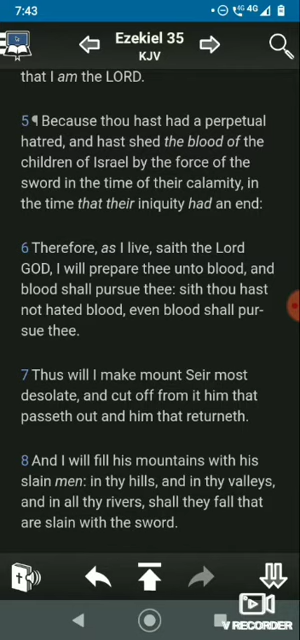 7:43
4G 4G
Ezekiel 35
KJV
that I am the LORD.
5 ¶ Because thou hast had a perpetual
hatred, and hast shed the blood of the
children of Israel by the force of the
sword in the time of their calamity, in
the time that their iniquity had an end:
6 Therefore, as I live, saith the Lord
GOD, I will prepare thee unto blood, and
blood shall pursue thee: sith thou hast
not hated blood, even blood shall pur-
sue thee.
7 Thus will I make mount Seir most
desolate, and cut off from it him that
passeth out and him that returneth.
8 And I will fill his mountains with his
slain men: in thy hills, and in thy valleys,
and in all thy rivers, shall they fall that
are slain with the sword.
V RECORDER